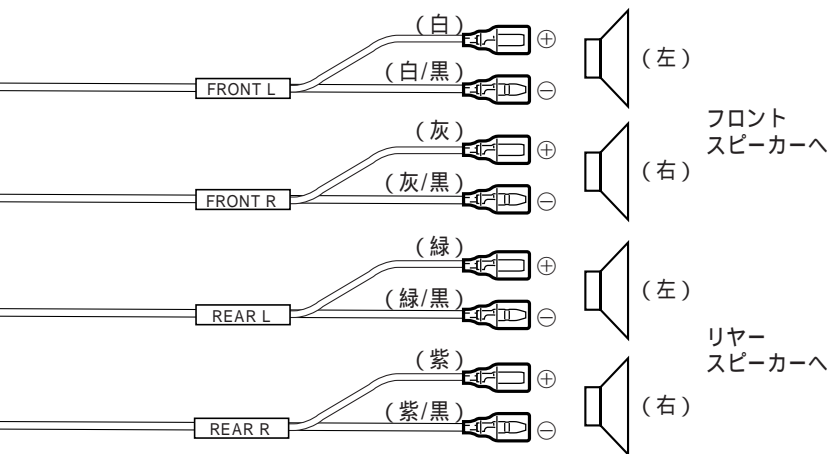 （白）
⊕
（左）
（白/黒）
FRONT L
⊖
フロント
スピーカーへ
（灰）
⊕
（右）
（灰/黒）
FRONT R
⊖
（緑）
⊕
（左）
（緑/黒）
REAR L
⊖
リヤー
スピーカーへ
（紫）
⊕
（右）
（紫/黒）
REAR R
⊖